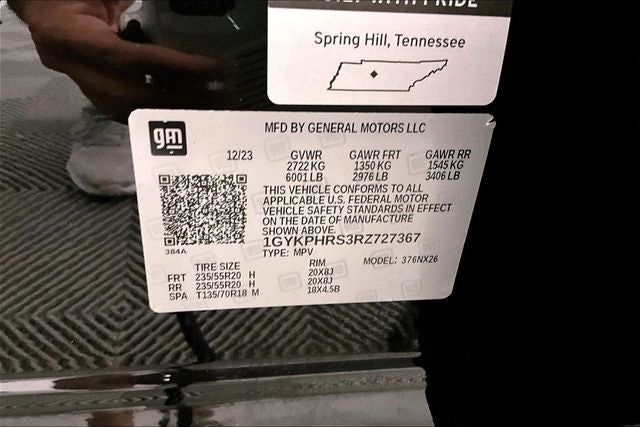 BUILT WITH PRIDE
Spring Hill, Tennessee
gm
MFD BY GENERAL MOTORS LLC
12/23 GVWR GAWR FRT GAWR RR
2722 KG 1350 KG 1545 KG
6001 LB 2976 LB 3406 LB
THIS VEHICLE CONFORMS TO ALL
APPLICABLE U.S. FEDERAL MOTOR
VEHICLE SAFETY STANDARDS IN EFFECT
ON THE DATE OF MANUFACTURE
SHOWN ABOVE.
1GYKPHRS3RZ727367
384A
TYPE: MPV MODEL: 376NX26
TIRE SIZE RIM
FRT 235/55R20 H 20X8J
RR 235/55R20 H 20X8J
SPA T135/70R18 M 18X4.5B